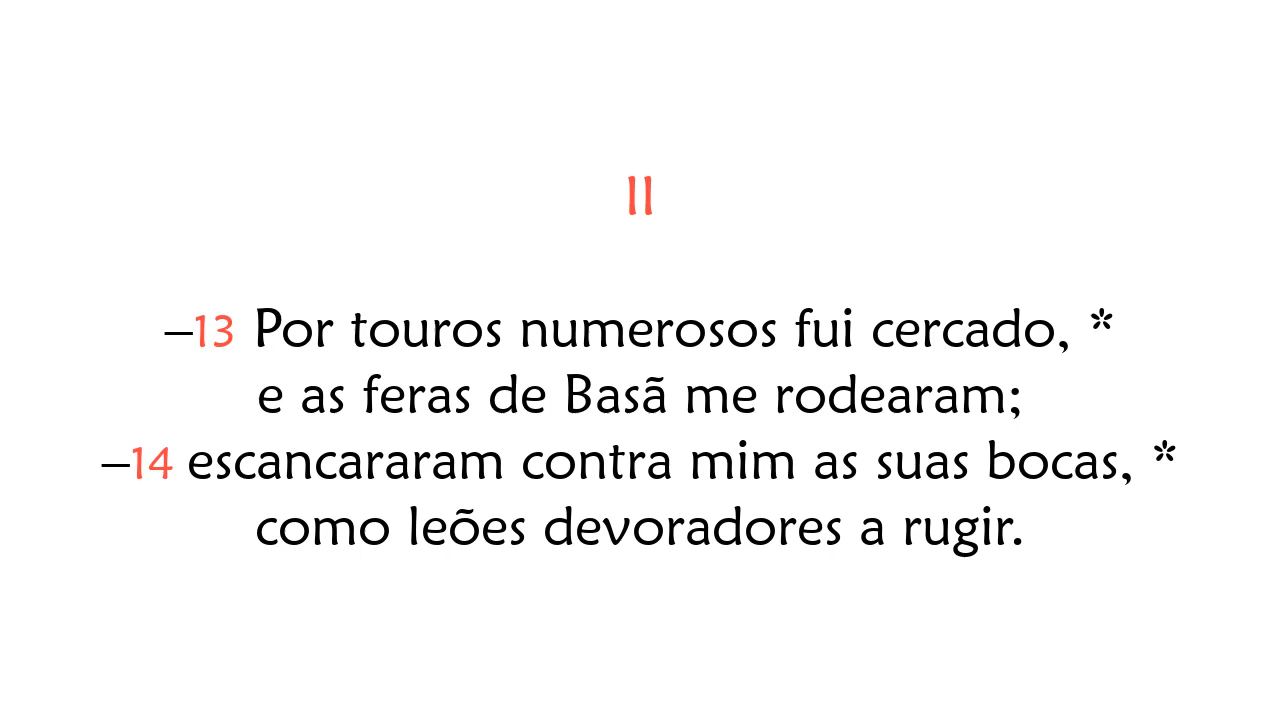 II
–13 Por touros numerosos fui cercado, *
e as feras de Basã me rodearam;
–14 escancararam contra mim as suas bocas, *
como leões devoradores a rugir.